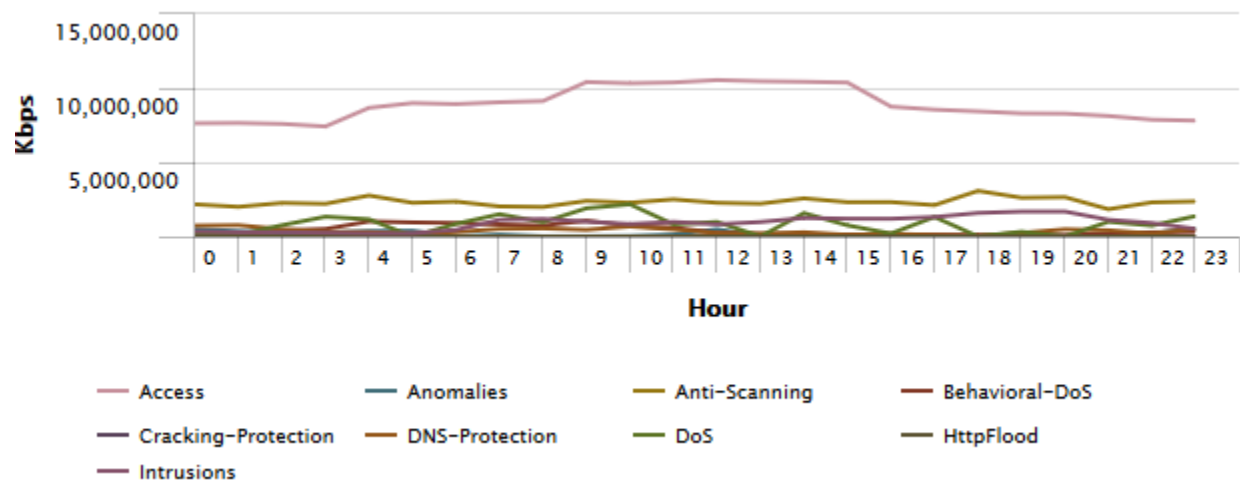 15,000,000
10,000,000
5,000,000
Kbps
0 1 2 3 4 5 6 7 8 9 10 11 12 13 14 15 16 17 18 19 20 21 22 23
Hour
Access Anomalies Anti-Scanning Behavioral-DoS
Cracking-Protection DNS-Protection DoS HttpFlood
Intrusions